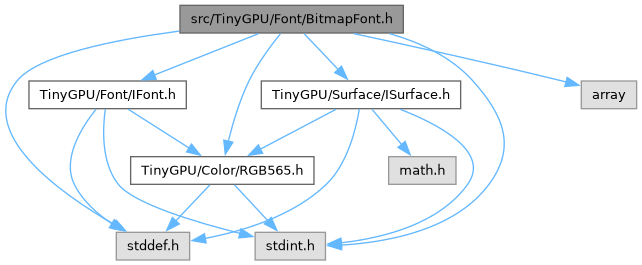 src/TinyGPU/Font/BitmapFont.h
TinyGPU/Font/IFont.h
TinyGPU/Surface/ISurface.h
array
TinyGPU/Color/RGB565.h
math.h
stddef.h
stdint.h